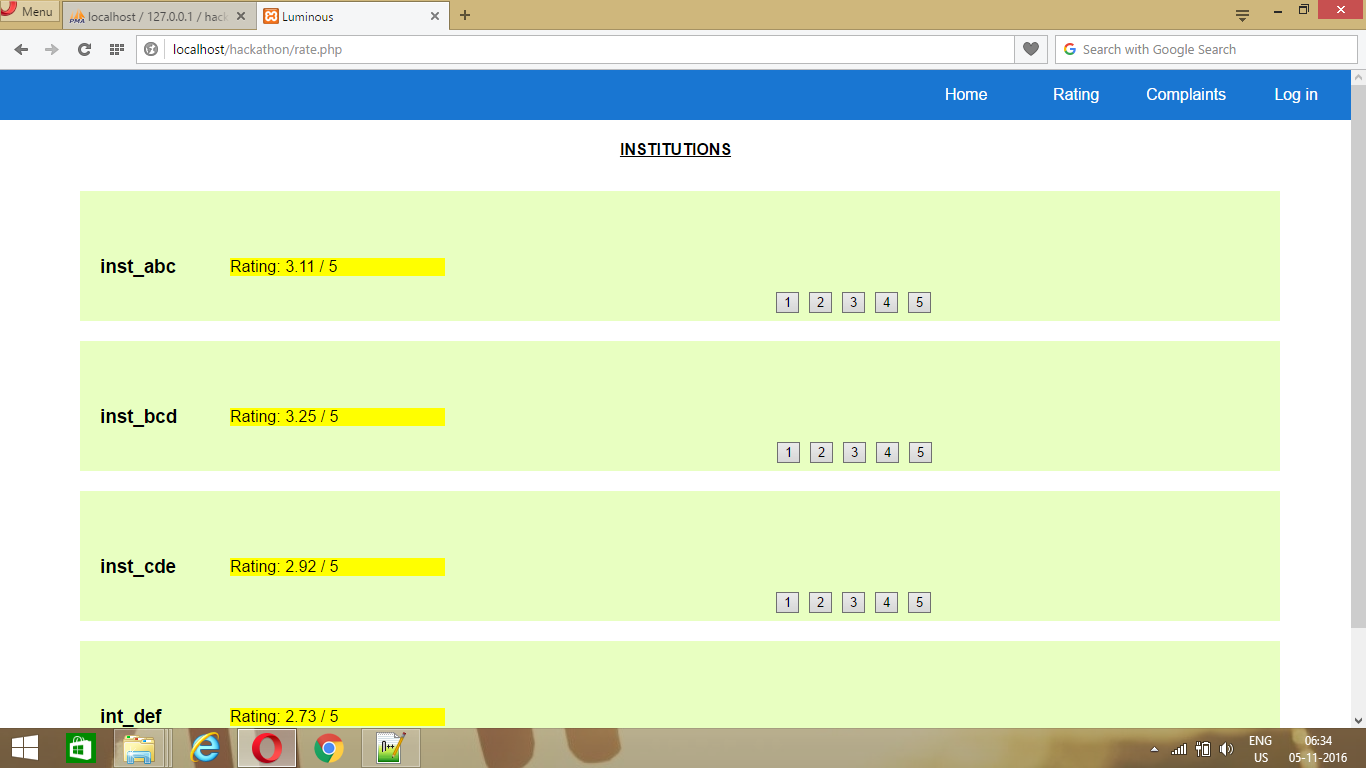 Menu
localhost / 127.0.0.1 / hack
Luminous
localhost/hackathon/rate.php
Search with Google Search
Home Rating Complaints Log in
INSTITUTIONS
inst_abc Rating: 3.11 / 5
1 2 3 4 5
inst_bcd Rating: 3.25 / 5
1 2 3 4 5
inst_cde Rating: 2.92 / 5
1 2 3 4 5
int_def Rating: 2.73 / 5
ENG 06:34
US 05-11-2016